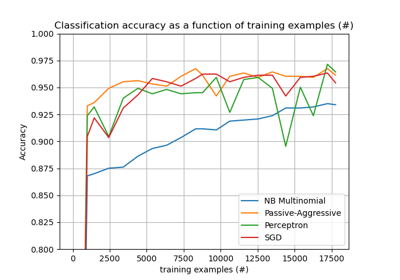 Classification accuracy as a function of training examples (#)
1.000
0.975
0.950
0.925
0.900
0.875
0.850
0.825
0.800
Accuracy
NB Multinomial
Passive-Aggressive
Perceptron
SGD
0 2500 5000 7500 10000 12500 15000 17500
training examples (#)